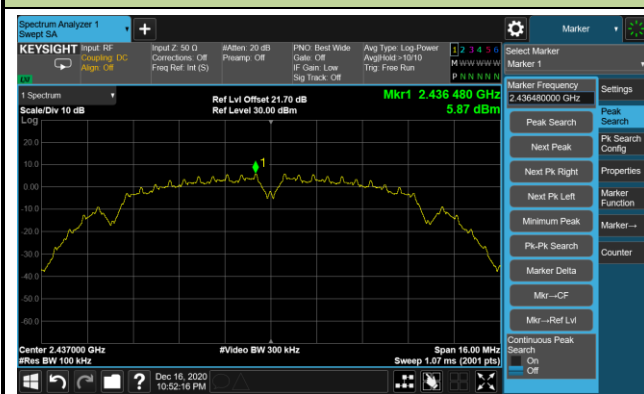 Spectrum Analyzer 1
Swept SA
+
Marker
KEYSIGHT
Input: RF
Coupling: DC
Align: Off
Input Z: 50 Ω
Corrections: Off
Freq Ref: Int (S)
#Atten: 20 dB
Preamp: Off
PNO: Best Wide
Gate: Off
IF Gain: Low
Sig Track: Off
Avg Type: Log-Power
Avg|Hold:>10/10
Trig: Free Run
1 2 3 4 5 6
M W W W W W
P N N N N N
LXI
Select Marker
Marker 1
1 Spectrum
Scale/Div 10 dB
Log
Ref Lvl Offset 21.70 dB
Ref Level 30.00 dBm
Mkr1 2.436 480 GHz
5.87 dBm
20.0
10.0
0.00
-10.0
-20.0
-30.0
-40.0
-50.0
-60.0
1
Center 2.437000 GHz
#Res BW 100 kHz
#Video BW 300 kHz
Span 16.00 MHz
Sweep 1.07 ms (2001 pts)
Marker Frequency
2.436480000 GHz
Peak Search
Next Peak
Next Pk Right
Next Pk Left
Minimum Peak
Pk-Pk Search
Marker Delta
Mkr→CF
Mkr→Ref Lvl
Continuous Peak
Search
On
Off
Settings
Peak
Search
Pk Search
Config
Properties
Marker
Function
Marker→
Counter
?
Dec 16, 2020
10:52:16 PM